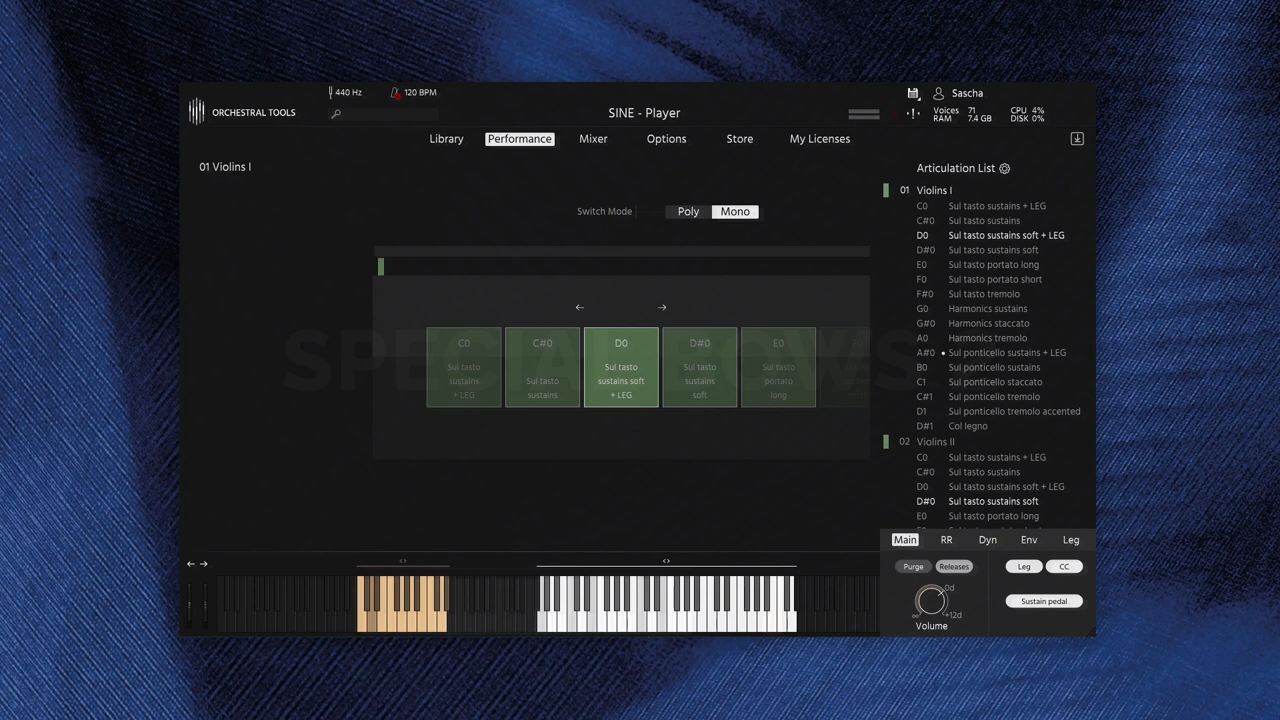 440 Hz
120 BPM
Sascha
ORCHESTRAL TOOLS
SINE - Player
Voices 71
RAM 7.4 GB
CPU 4%
DISK 0%
Library
Performance
Mixer
Options
Store
My Licenses
01 Violins I
Switch Mode
Poly
Mono
SPECIAL BOWS
C0
Sul tasto
sustains
+ LEG
C#0
Sul tasto
sustains
D0
Sul tasto
sustains soft
+ LEG
D#0
Sul tasto
sustains
soft
E0
Sul tasto
portato
long
Articulation List
01 Violins I
C0 Sul tasto sustains + LEG
C#0 Sul tasto sustains
D0 Sul tasto sustains soft + LEG
D#0 Sul tasto sustains soft
E0 Sul tasto portato long
F0 Sul tasto portato short
F#0 Sul tasto tremolo
G0 Harmonics sustains
G#0 Harmonics staccato
A0 Harmonics tremolo
A#0 Sul ponticello sustains + LEG
B0 Sul ponticello sustains
C1 Sul ponticello staccato
C#1 Sul ponticello tremolo
D1 Sul ponticello tremolo accented
D#1 Col legno
02 Violins II
C0 Sul tasto sustains + LEG
C#0 Sul tasto sustains
D0 Sul tasto sustains soft + LEG
D#0 Sul tasto sustains soft
E0 Sul tasto portato long
Main
RR
Dyn
Env
Leg
Purge
Releases
Leg
CC
0d
∞
+12d
Volume
Sustain pedal